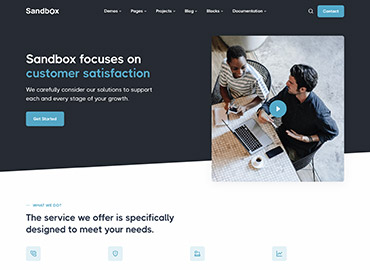 Sandbox
Demos Pages Projects Blog Blocks Documentation Contact
Sandbox focuses on
customer satisfaction
We carefully consider our solutions to support
each and every stage of your growth.
Get Started
WHAT WE DO?
The service we offer is specifically
designed to meet your needs.